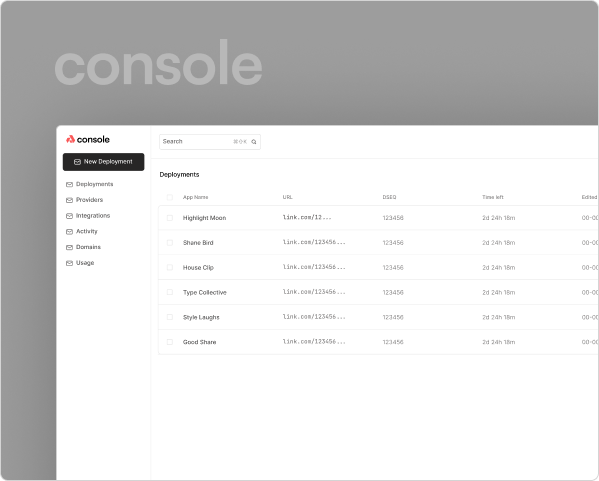 console
console
Search ⌘⇧K
New Deployment
Deployments
Providers
Integrations
Activity
Domains
Usage
Deployments
App Name URL DSEQ Time left Edited
Highlight Moon link.com/12... 123456 2d 24h 18m 00-00
Shane Bird link.com/123456... 123456 2d 24h 18m 00-00
House Clip link.com/123456... 123456 2d 24h 18m 00-00
Type Collective link.com/123456... 123456 2d 24h 18m 00-00
Style Laughs link.com/123456... 123456 2d 24h 18m 00-00
Good Share link.com/123456... 123456 2d 24h 18m 00-00